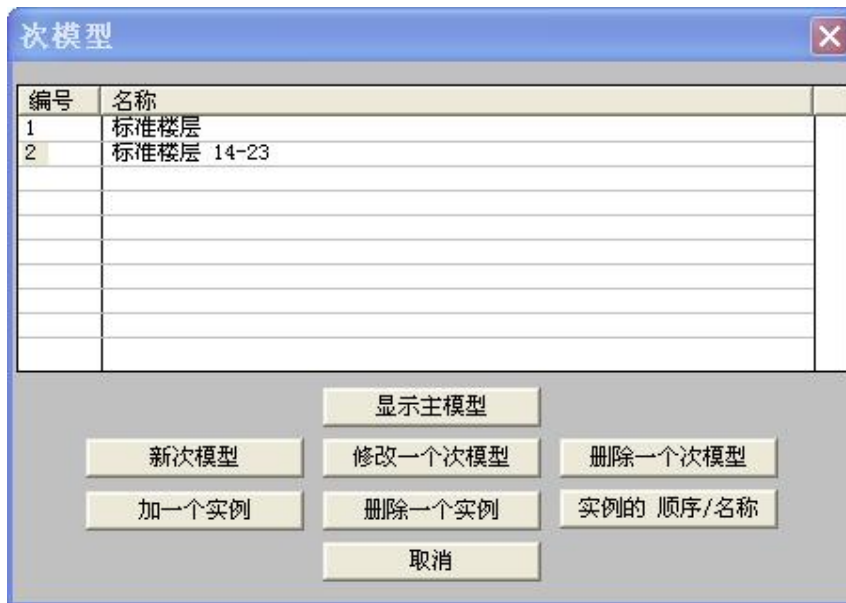 次模型
编号 名称
1 标准楼层
2 标准楼层 14-23
显示主模型
新次模型 修改一个次模型 删除一个次模型
加一个实例 删除一个实例 实例的 顺序/名称
取消